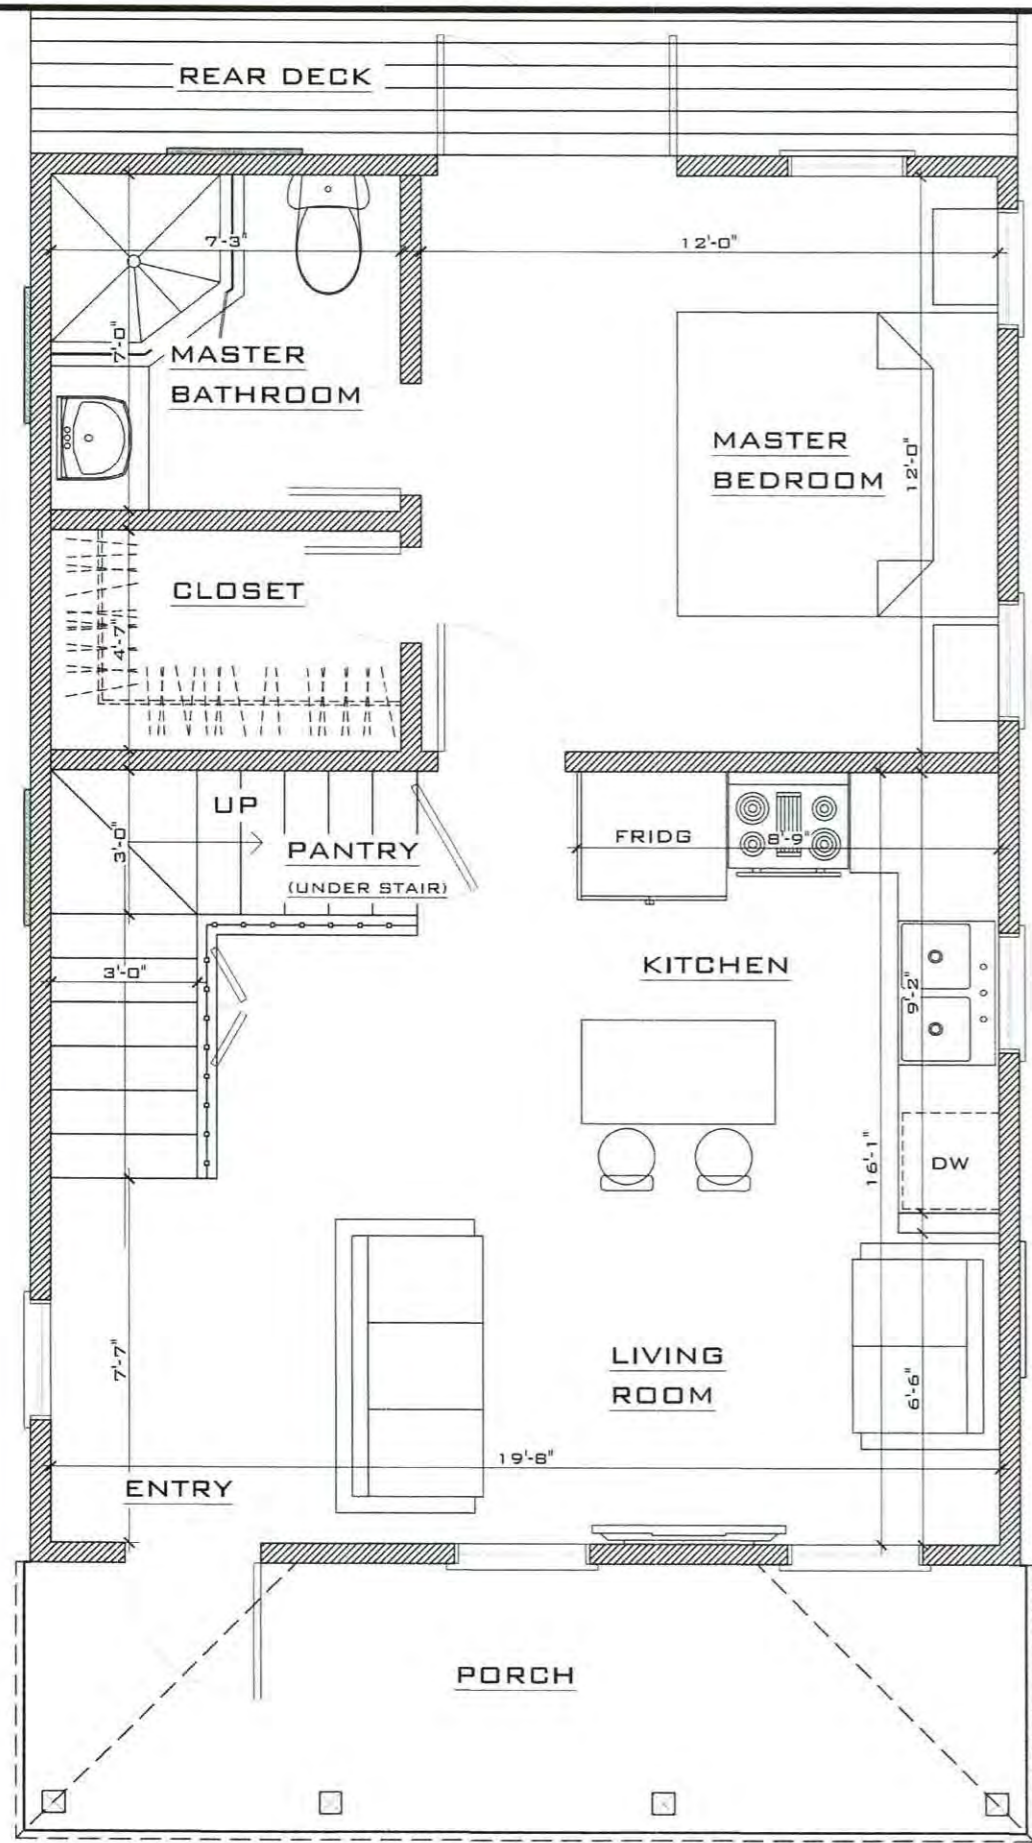 REAR DECK
7'-3"
12'-0"
7'-0"
MASTER
BATHROOM
MASTER
BEDROOM
12'-0"
CLOSET
4'-7"
UP
3'-0"
PANTRY
(UNDER STAIR)
FRIDG
8'-9"
3'-0"
KITCHEN
9'-2"
16'-1"
DW
7'-7"
LIVING
ROOM
6'-6"
19'-8"
ENTRY
PORCH